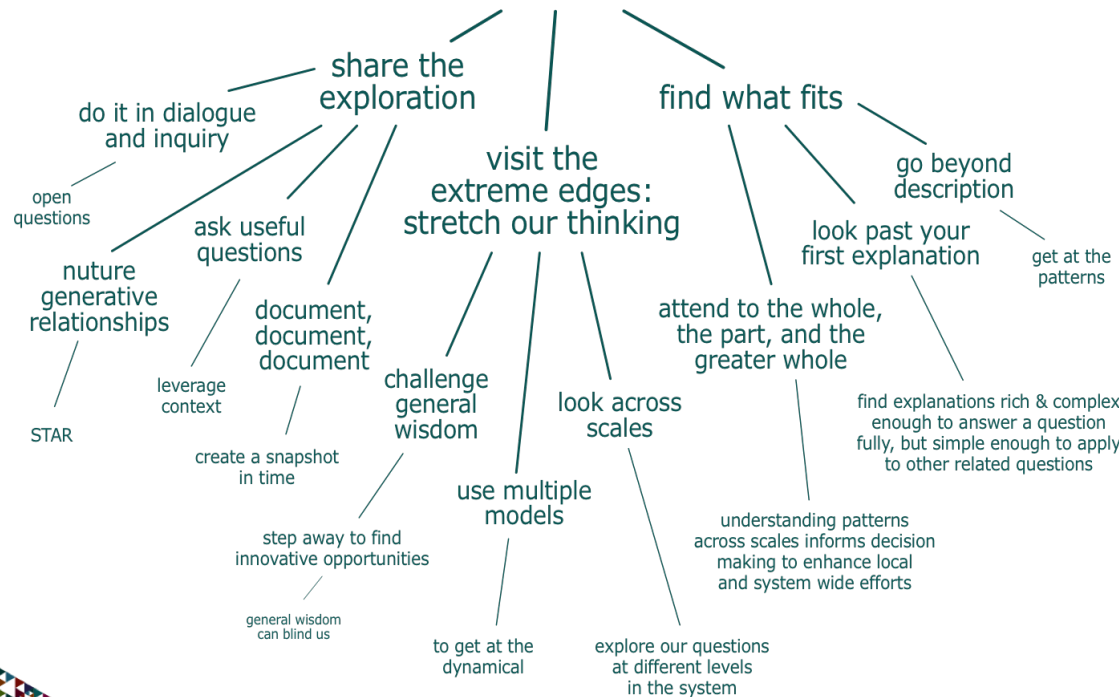 share the
exploration
do it in dialogue
and inquiry
open
questions
nuture
generative
relationships
STAR
ask useful
questions
leverage
context
document,
document,
document
create a snapshot
in time
visit the
extreme edges:
stretch our thinking
challenge
general
wisdom
step away to find
innovative opportunities
general wisdom
can blind us
use multiple
models
to get at the
dynamical
look across
scales
explore our questions
at different levels
in the system
find what fits
attend to the whole,
the part, and the
greater whole
understanding patterns
across scales informs decision
making to enhance local
and system wide efforts
look past your
first explanation
find explanations rich & complex
enough to answer a question
fully, but simple enough to apply
to other related questions
go beyond
description
get at the
patterns